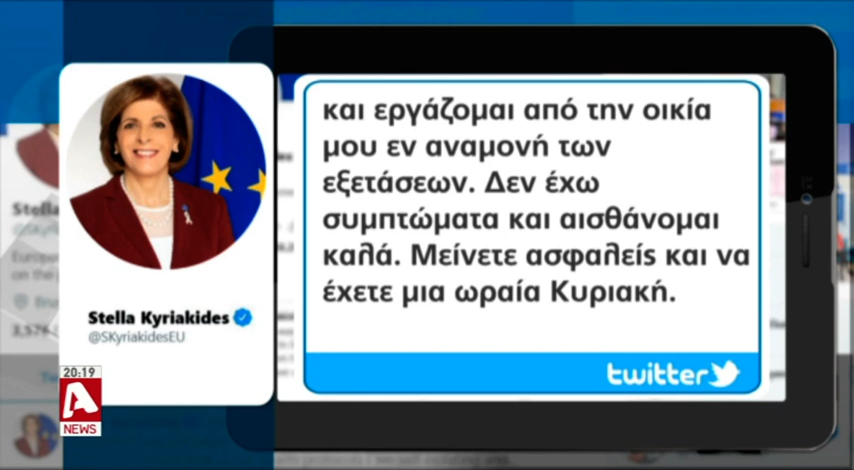 και εργάζομαι από την οικία
μου εν αναμονή των
εξετάσεων. Δεν έχω
συμπτώματα και αισθάνομαι
καλά. Μείνετε ασφαλείς και να
έχετε μια ωραία Κυριακή.
twitter
Stella Kyriakides
@SKyriakidesEU
20:19
A
NEWS
Stella